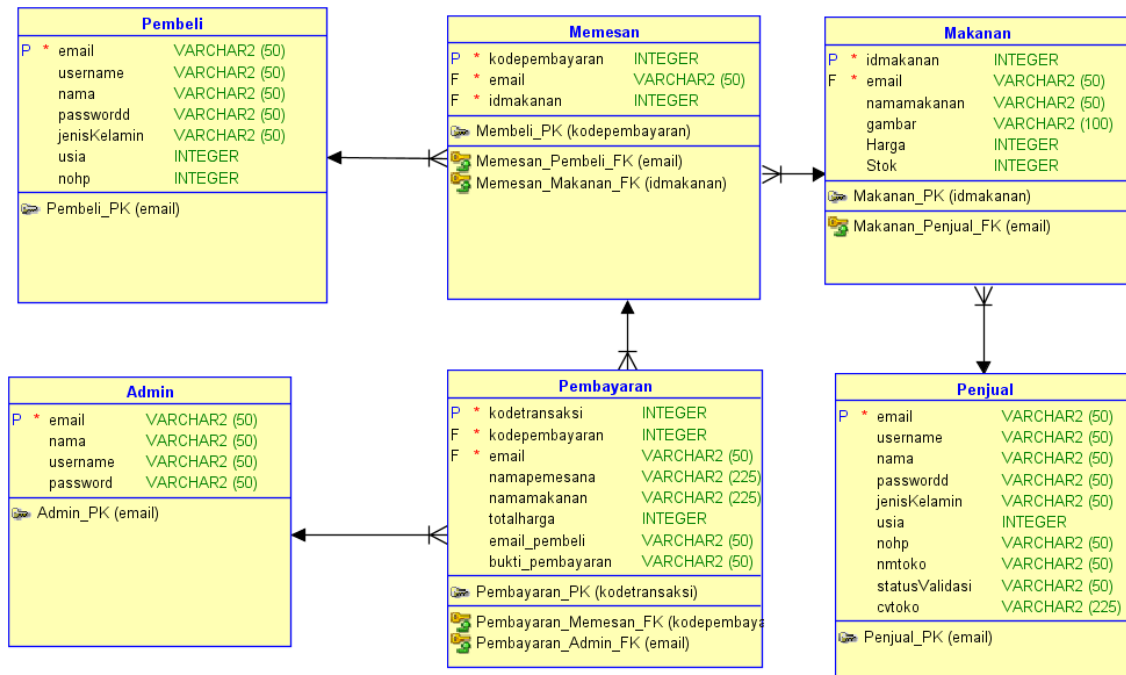 Pembeli
P * email VARCHAR2 (50)
username VARCHAR2 (50)
nama VARCHAR2 (50)
passwordd VARCHAR2 (50)
jenisKelamin VARCHAR2 (50)
usia INTEGER
nohp INTEGER
Pembeli_PK (email)
Memesan
P * kodepembayaran INTEGER
F * email VARCHAR2 (50)
F * idmakanan INTEGER
Membeli_PK (kodepembayaran)
Memesan_Pembeli_FK (email)
Memesan_Makanan_FK (idmakanan)
Makanan
P * idmakanan INTEGER
F * email VARCHAR2 (50)
namamakanan VARCHAR2 (50)
gambar VARCHAR2 (100)
Harga INTEGER
Stok INTEGER
Makanan_PK (idmakanan)
Makanan_Penjual_FK (email)
Admin
P * email VARCHAR2 (50)
nama VARCHAR2 (50)
username VARCHAR2 (50)
password VARCHAR2 (50)
Admin_PK (email)
Pembayaran
P * kodetransaksi INTEGER
F * kodepembayaran INTEGER
F * email VARCHAR2 (50)
namapemesana VARCHAR2 (225)
namamakanan VARCHAR2 (225)
totalharga INTEGER
email_pembeli VARCHAR2 (50)
bukti_pembayaran VARCHAR2 (50)
Pembayaran_PK (kodetransaksi)
Pembayaran_Memesan_FK (kodepembaya
Pembayaran_Admin_FK (email)
Penjual
P * email VARCHAR2 (50)
username VARCHAR2 (50)
nama VARCHAR2 (50)
passwordd VARCHAR2 (50)
jenisKelamin VARCHAR2 (50)
usia INTEGER
nohp VARCHAR2 (50)
nmtoko VARCHAR2 (50)
statusValidasi VARCHAR2 (50)
cvtoko VARCHAR2 (225)
Penjual_PK (email)